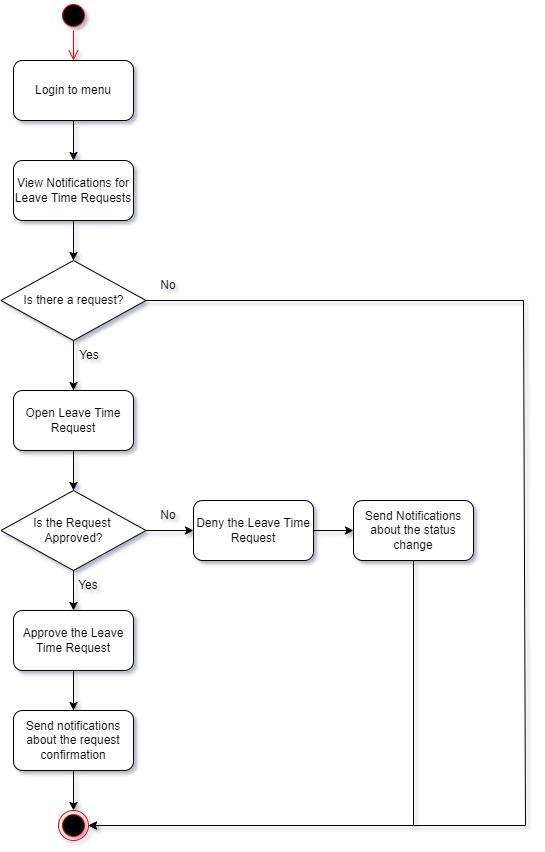 Login to menu
View Notifications for
Leave Time Requests
Is there a request?
No
Yes
Open Leave Time
Request
Is the Request
Approved?
No
Deny the Leave Time
Request
Send Notifications
about the status
change
Yes
Approve the Leave
Time Request
Send notifications
about the request
confirmation